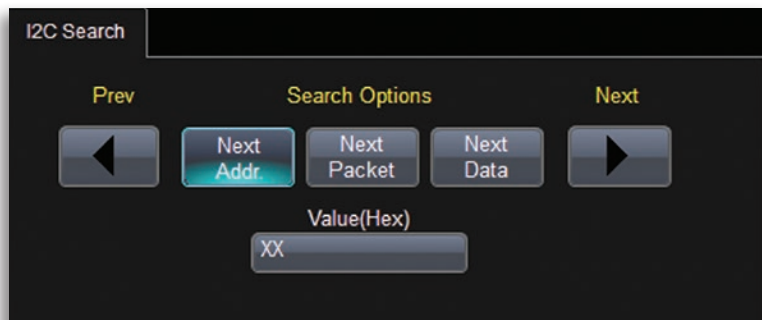 I2C Search
Prev Search Options Next
Next Addr.
Next Packet
Next Data
Value(Hex)
XX